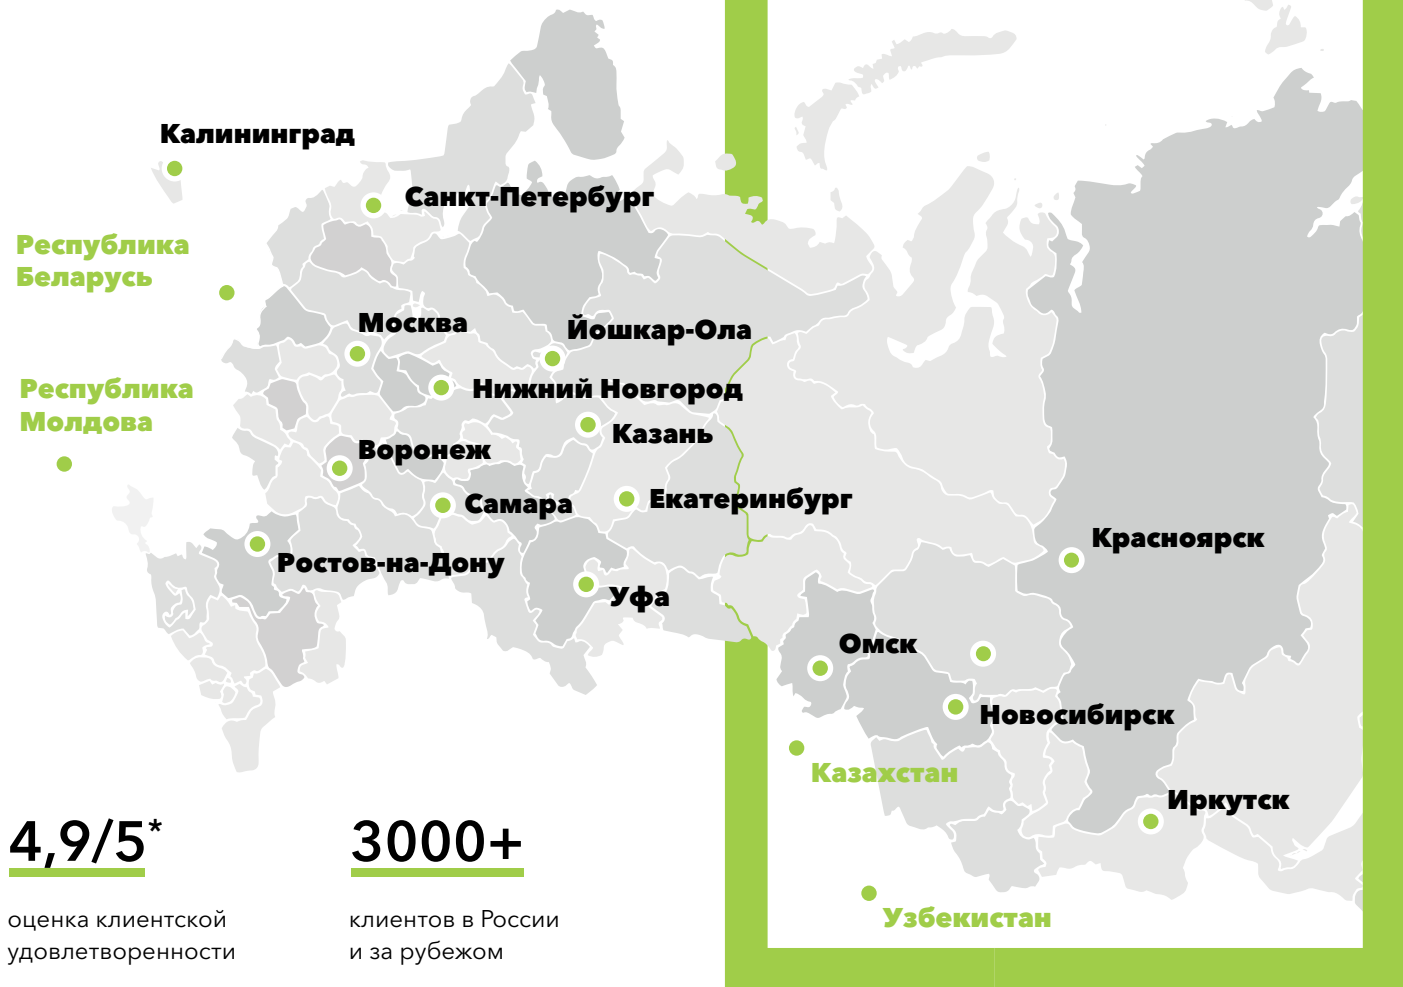 Калининград
Санкт-Петербург
Республика
Беларусь
Москва
Йошкар-Ола
Республика
Молдова
Нижний Новгород
Казань
Воронеж
Самара
Екатеринбург
Ростов-на-Дону
Уфа
Красноярск
Омск
Новосибирск
Казахстан
Иркутск
Узбекистан
4,9/5*
оценка клиентской
удовлетворенности
3000+
клиентов в России
и за рубежом